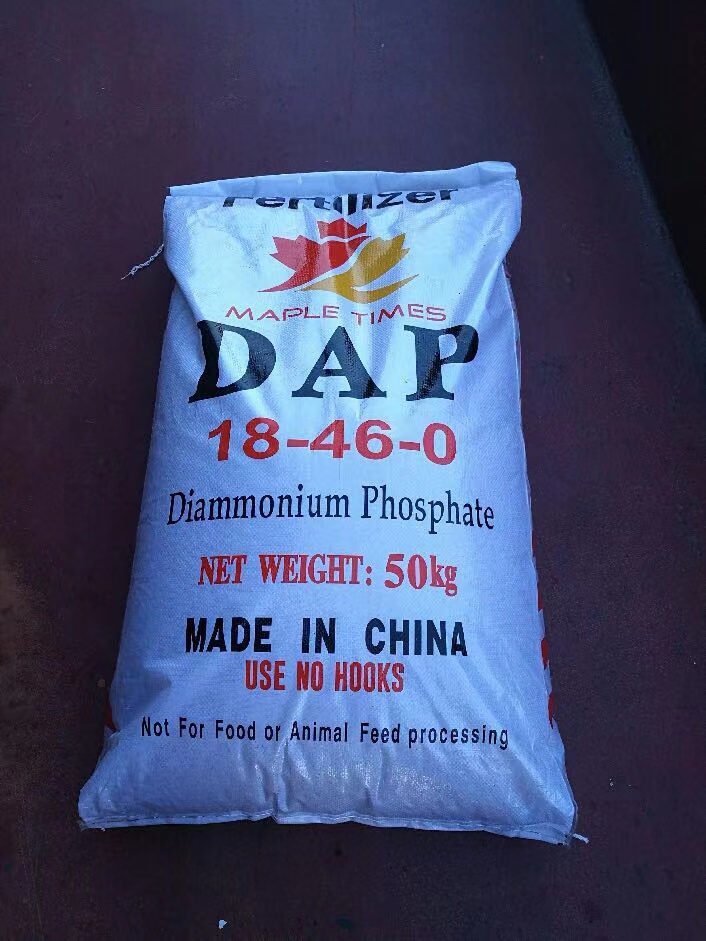 Fertilizer
MAPLE TIMES
DAP
18-46-0
Diammonium Phosphate
NET WEIGHT: 50kg
MADE IN CHINA
USE NO HOOKS
Not For Food or Animal Feed processing